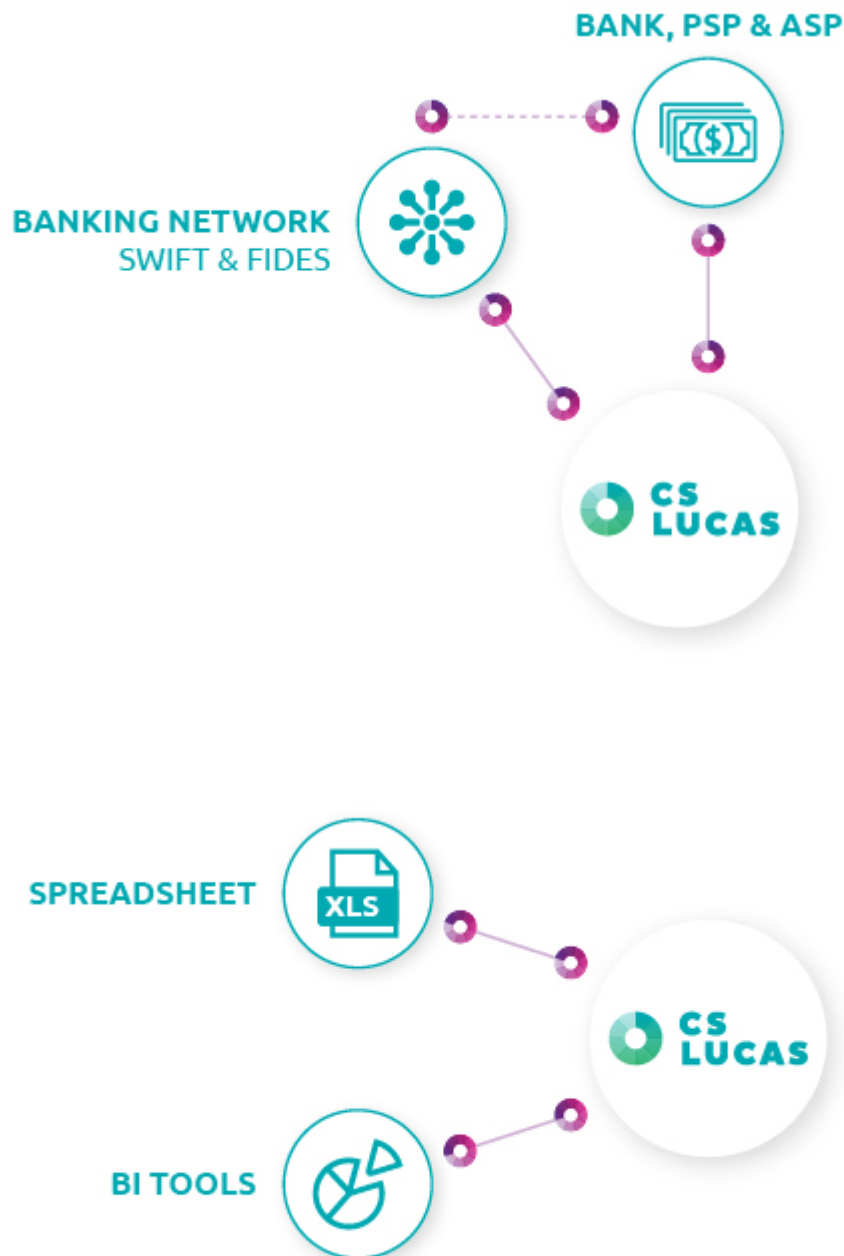 BANK, PSP & ASP
BANKING NETWORK
SWIFT & FIDES
CS
LUCAS
SPREADSHEET
XLS
CS
LUCAS
BI TOOLS